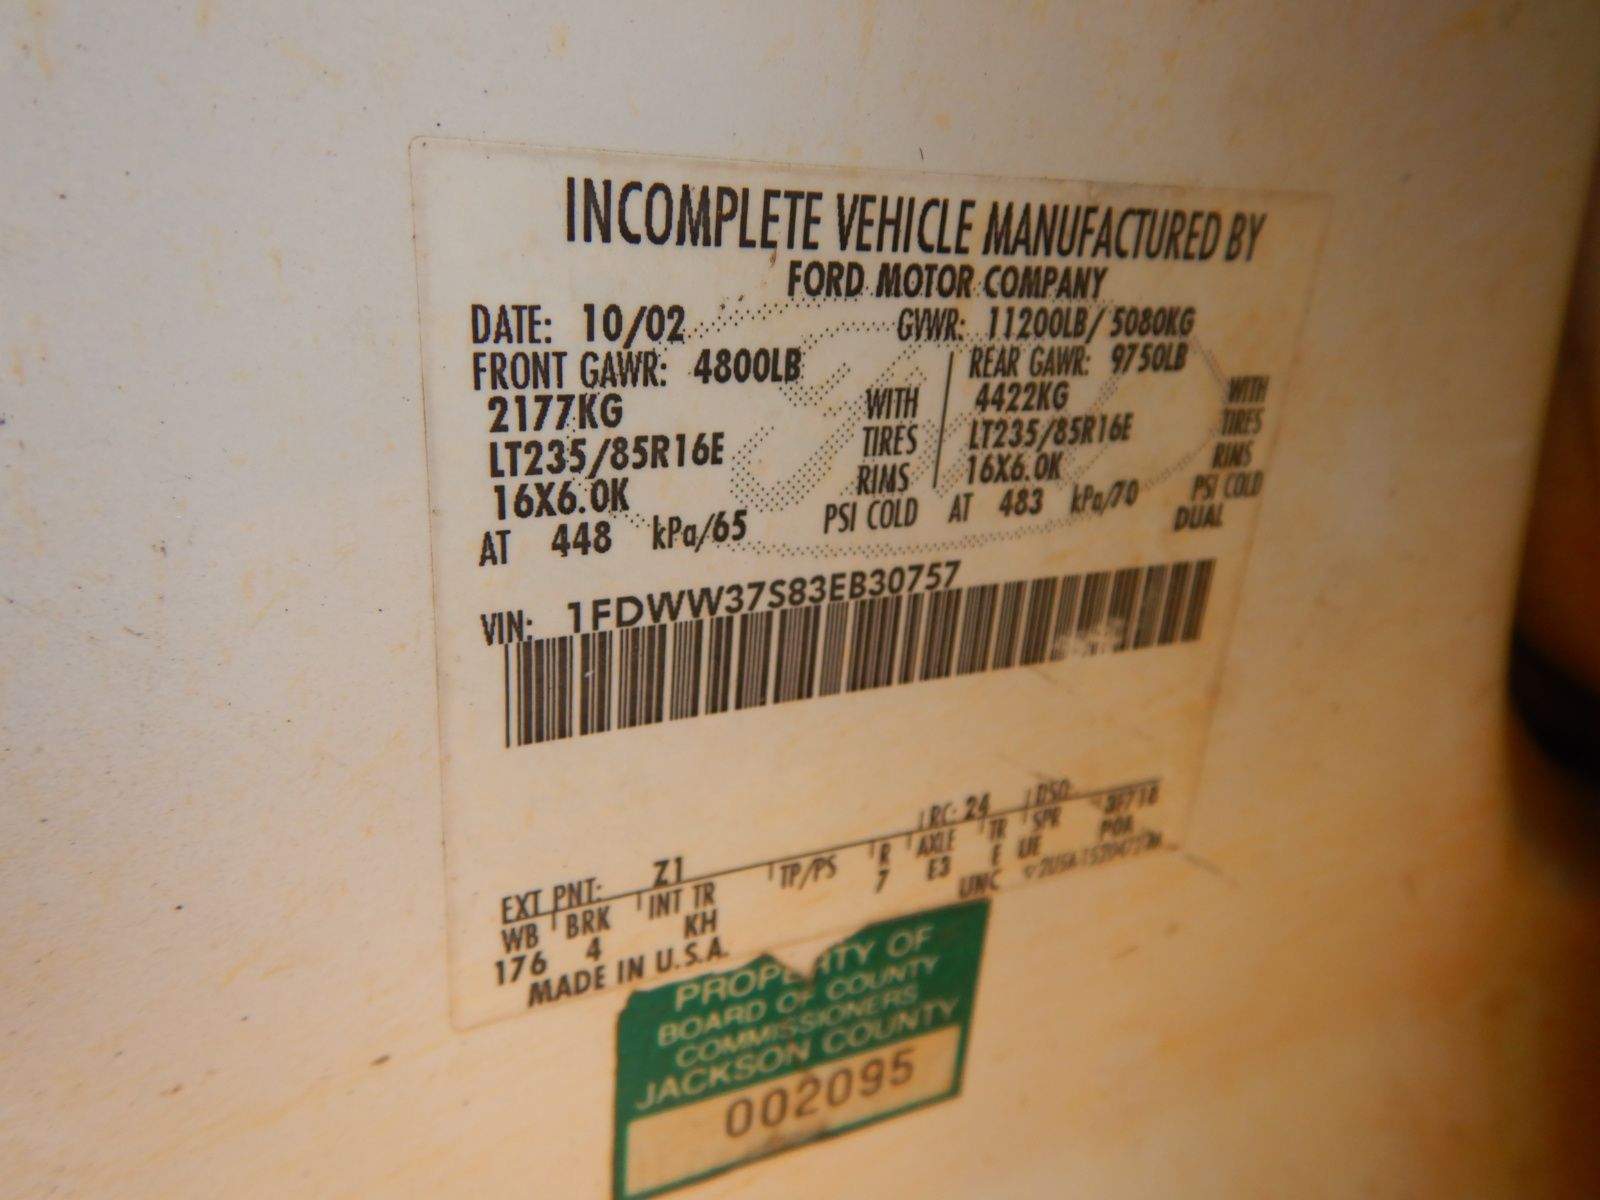 INCOMPLETE VEHICLE MANUFACTURED BY
FORD MOTOR COMPANY
DATE: 10/02 GVWR: 11200LB/ 5080KG
FRONT GAWR: 4800LB REAR GAWR: 9750LB
2177KG WITH 4422KG WITH
LT235/85R16E TIRES LT235/85R16E TIRES
16X6.0K RIMS 16X6.0K RIMS
AT 448 kPa/65 PSI COLD AT 483 kPa/70 PSI COLD
DUAL
VIN: 1FDWW37S83EB30757
EXT PNT: Z1 RC: 24 DSO:
WB BRK INT TR TP/PS R AXLE TR SPR
176 4 KH 7 E3 E UE
MADE IN U.S.A. UNC
PROPERTY OF
BOARD OF COUNTY
COMMISSIONERS
JACKSON COUNTY
002095